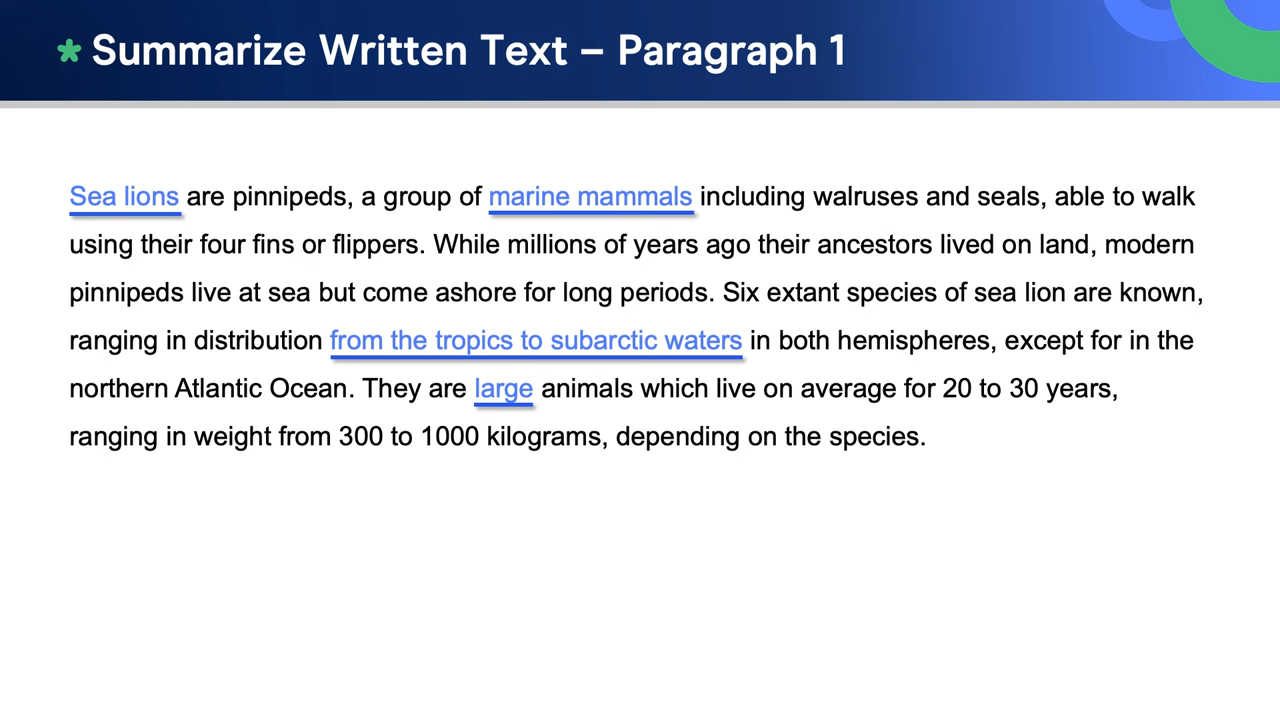 Summarize Written Text – Paragraph 1
Sea lions are pinnipeds, a group of marine mammals including walruses and seals, able to walk
using their four fins or flippers. While millions of years ago their ancestors lived on land, modern
pinnipeds live at sea but come ashore for long periods. Six extant species of sea lion are known,
ranging in distribution from the tropics to subarctic waters in both hemispheres, except for in the
northern Atlantic Ocean. They are large animals which live on average for 20 to 30 years,
ranging in weight from 300 to 1000 kilograms, depending on the species.